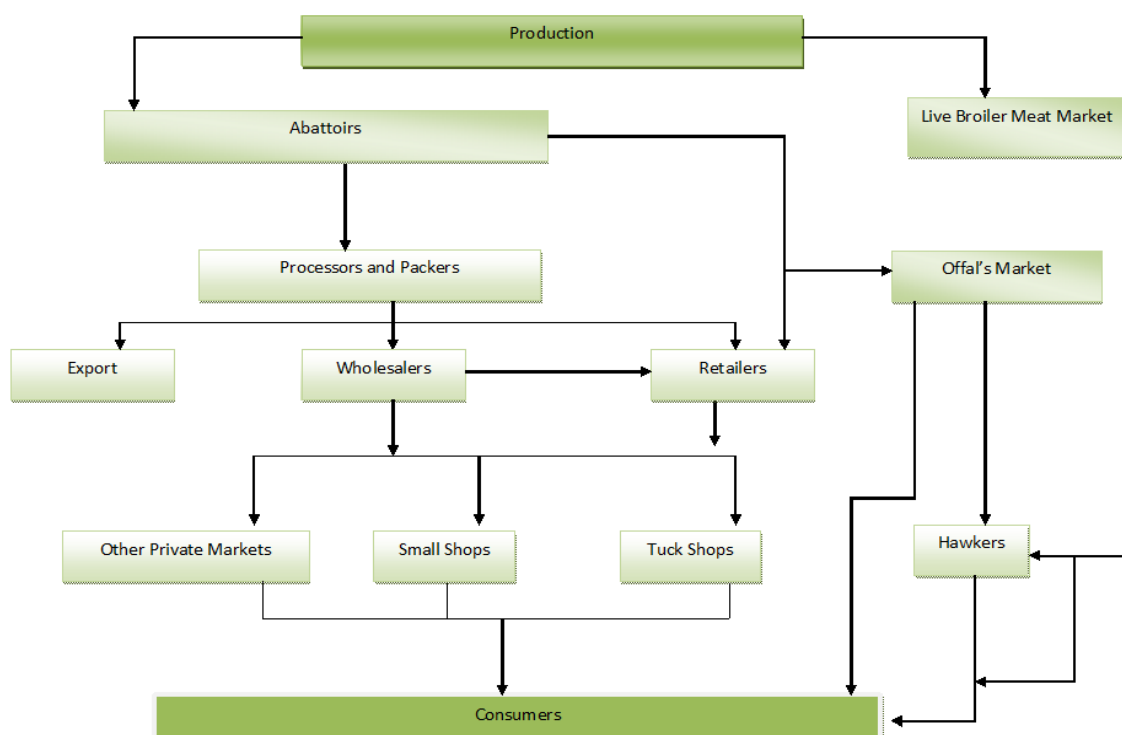 Production
Abattoirs
Live Broiler Meat Market
Processors and Packers
Offal’s Market
Export
Wholesalers
Retailers
Other Private Markets
Small Shops
Tuck Shops
Hawkers
Consumers